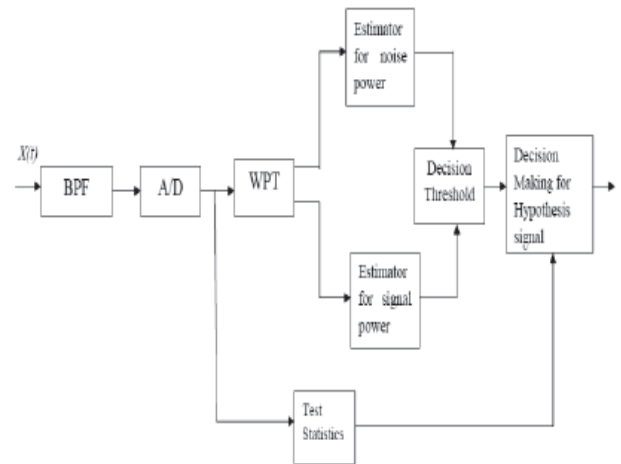 Estimator
for noise
power
X(t)
BPF
A/D
WPT
Decision
Threshold
Decision
Making for
Hypothesis
signal
Estimator
for signal
power
Test
Statistics